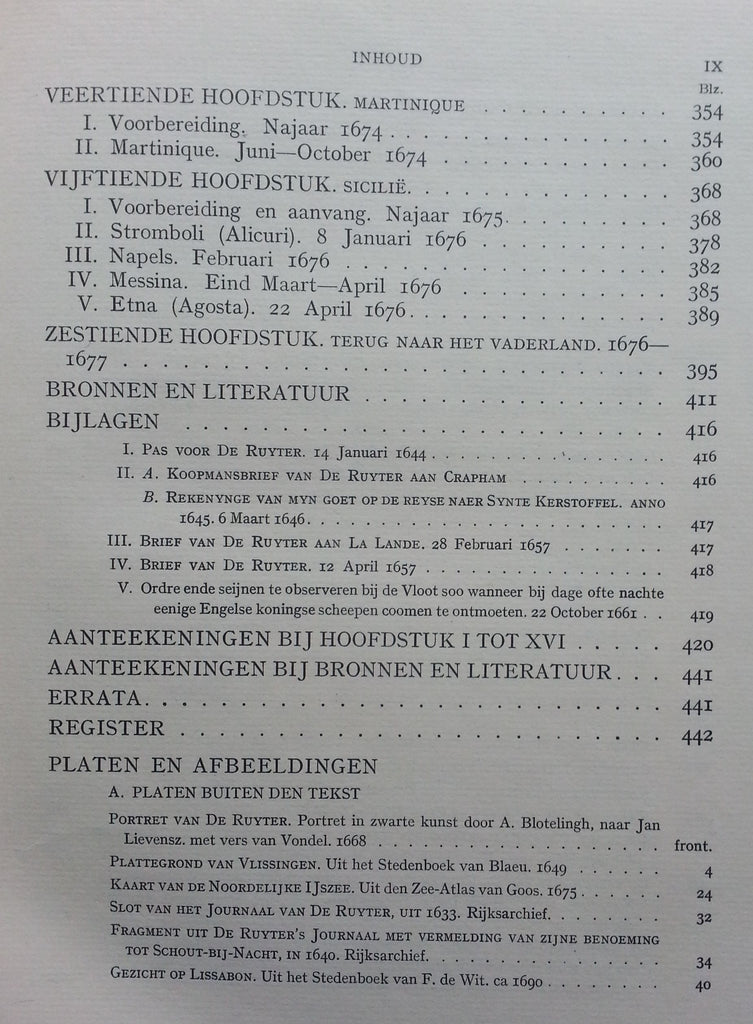 INHOUD
IX
Blz.
VEERTIENDE HOOFDSTUK. MARTINIQUE . . . . . . . . . . 354
I. Voorbereiding. Najaar 1674 . . . . . . . . . . . . . 354
II. Martinique. Juni—October 1674 . . . . . . . . . . . 360
VIJFTIENDE HOOFDSTUK. SICILIË. . . . . . . . . . . . . 368
I. Voorbereiding en aanvang. Najaar 1675. . . . . . . . 368
II. Stromboli (Alicuri). 8 Januari 1676 . . . . . . . . . 378
III. Napels. Februari 1676 . . . . . . . . . . . . . . . 382
IV. Messina. Eind Maart—April 1676 . . . . . . . . . . 385
V. Etna (Agosta). 22 April 1676. . . . . . . . . . . . . 389
ZESTIENDE HOOFDSTUK. TERUG NAAR HET VADERLAND. 1676—
1677 . . . . . . . . . . . . . . . . . . . . . . . . . 395
BRONNEN EN LITERATUUR . . . . . . . . . . . . . . . 411
BIJLAGEN . . . . . . . . . . . . . . . . . . . . . . . 416
I. PAS VOOR DE RUYTER. 14 Januari 1644 . . . . . . . . . . . 416
II. A. KOOPMANSBRIEF VAN DE RUYTER AAN CRAPHAM . . . . . . . . . 416
B. REKENYNGE VAN MYN GOET OP DE REYSE NAER SYNTE KERSTOFFEL. ANNO
1645. 6 Maart 1646. . . . . . . . . . . . . . . . . . . . 417
III. BRIEF VAN DE RUYTER AAN LA LANDE. 28 Februari 1657 . . . . . . . 417
IV. BRIEF VAN DE RUYTER. 12 April 1657 . . . . . . . . . . . . . . 418
V. Ordre ende seijnen te observeren bij de Vloot soo wanneer bij dage ofte nachte
eenige Engelse koningse scheepen coomen te ontmoeten. 22 October 1661 . . 419
AANTEEKENINGEN BIJ HOOFDSTUK I TOT XVI . . . . . 420
AANTEEKENINGEN BIJ BRONNEN EN LITERATUUR . . . 441
ERRATA. . . . . . . . . . . . . . . . . . . . . . . . 441
REGISTER . . . . . . . . . . . . . . . . . . . . . . . 442
PLATEN EN AFBEELDINGEN
A. PLATEN BUITEN DEN TEKST
PORTRET VAN DE RUYTER. Portret in zwarte kunst door A. Blotelingh, naar Jan
Lievensz. met vers van Vondel. 1668 . . . . . . . . . . . . . . . . front.
PLATTEGROND VAN VLISSINGEN. Uit het Stedenboek van Blaeu. 1649 . . . . . . 4
KAART VAN DE NOORDELIJKE IJSZEE. Uit den Zee-Atlas van Goos. 1675 . . . . . . 24
SLOT VAN HET JOURNAAL VAN DE RUYTER, UIT 1633. Rijksarchief. . . . . . . . 32
FRAGMENT UIT DE RUYTER'S JOURNAAL MET VERMELDING VAN ZIJNE BENOEMING
TOT SCHOUT-BIJ-NACHT, IN 1640. Rijksarchief. . . . . . . . . . . . . . 34
GEZICHT OP LISSABON. Uit het Stedenboek van F. de Wit. ca 1690 . . . . . . . . 40